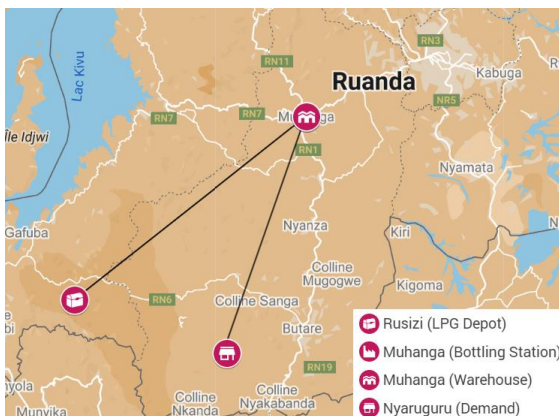 RN3
RN11
Ruanda
Kabuga
Lac Kivu
RN7
RN7
NR5
Île Idjwi
RN1
Nyamata
Nyanza
Gafuba
Kiri
Colline
Mugogwe
Kigoma
RN6
Colline Sanga
Butare
Rusizi (LPG Depot)
Muhanga (Bottling Station)
RN19
Muhanga (Warehouse)
Colline
Nkanda
Colline
Nyakabanda
Munyika
Nyaruguru (Demand)